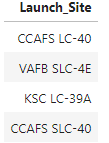 Launch_Site
CCAFS LC-40
VAFB SLC-4E
KSC LC-39A
CCAFS SLC-40